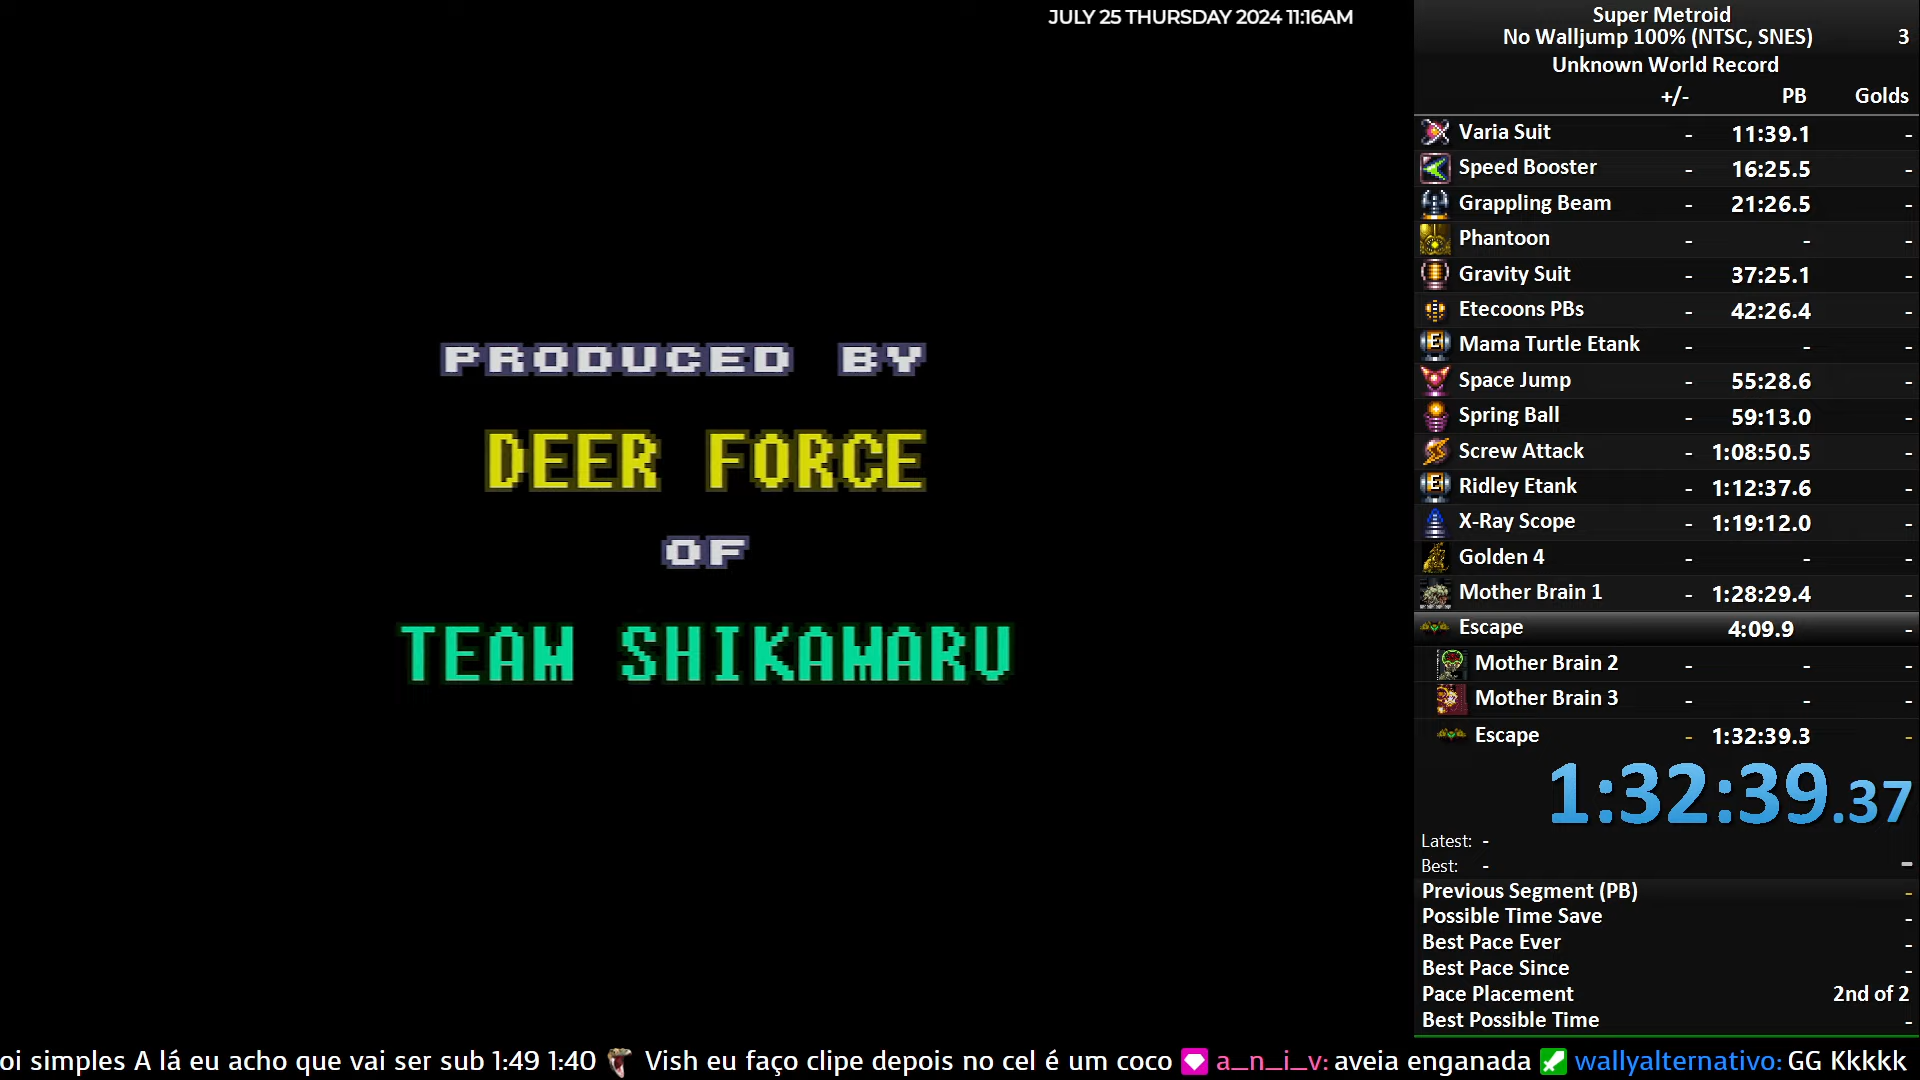 JULY 25 THURSDAY 2024 11:16AM
PRODUCED BY
DEER FORCE
OF
TEAM SHIKAMARU
Super Metroid
No Walljump 100% (NTSC, SNES) 3
Unknown World Record
+/- PB Golds
Varia Suit - 11:39.1 -
Speed Booster - 16:25.5 -
Grappling Beam - 21:26.5 -
Phantoon - - -
Gravity Suit - 37:25.1 -
Etecoons PBs - 42:26.4 -
Mama Turtle Etank - - -
Space Jump - 55:28.6 -
Spring Ball - 59:13.0 -
Screw Attack - 1:08:50.5 -
Ridley Etank - 1:12:37.6 -
X-Ray Scope - 1:19:12.0 -
Golden 4 - - -
Mother Brain 1 - 1:28:29.4 -
Escape 4:09.9 -
Mother Brain 2 - - -
Mother Brain 3 - - -
Escape - 1:32:39.3 -
1:32:39.37
Latest: -
Best: - -
Previous Segment (PB) -
Possible Time Save -
Best Pace Ever -
Best Pace Since -
Pace Placement 2nd of 2
Best Possible Time -
oi simples A lá eu acho que vai ser sub 1:49 1:40 Vish eu faço clipe depois no cel é um coco a_n_i_v: aveia enganada wallyalternativo: GG Kkkkk